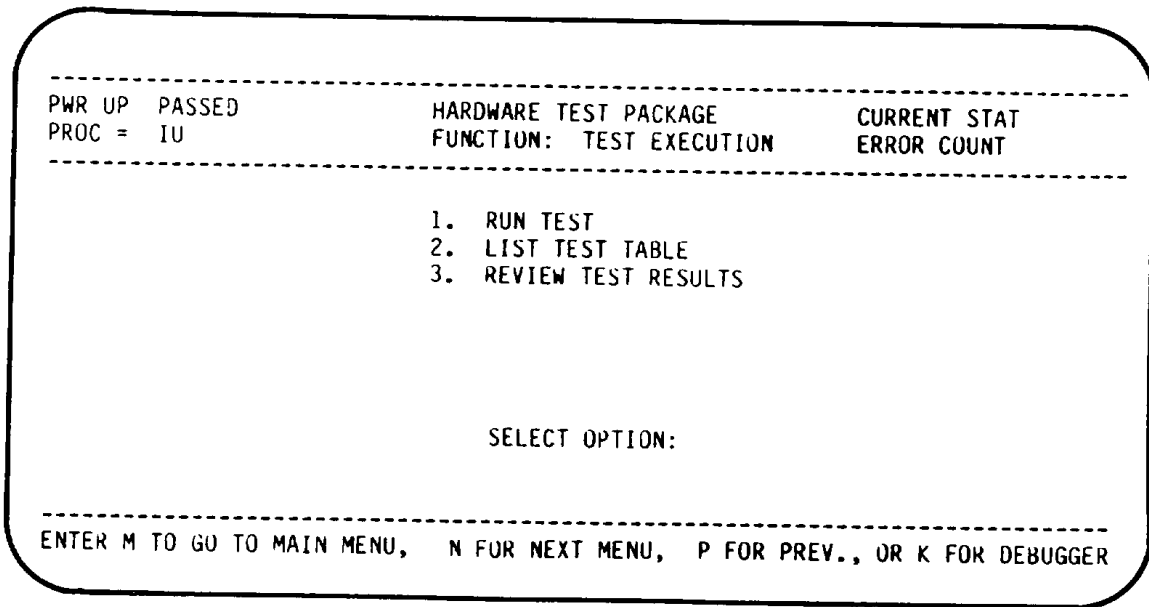 PWR UP PASSED HARDWARE TEST PACKAGE CURRENT STAT
PROC = IU FUNCTION: TEST EXECUTION ERROR COUNT
1. RUN TEST
2. LIST TEST TABLE
3. REVIEW TEST RESULTS
SELECT OPTION:
ENTER M TO GO TO MAIN MENU, N FOR NEXT MENU, P FOR PREV., OR K FOR DEBUGGER